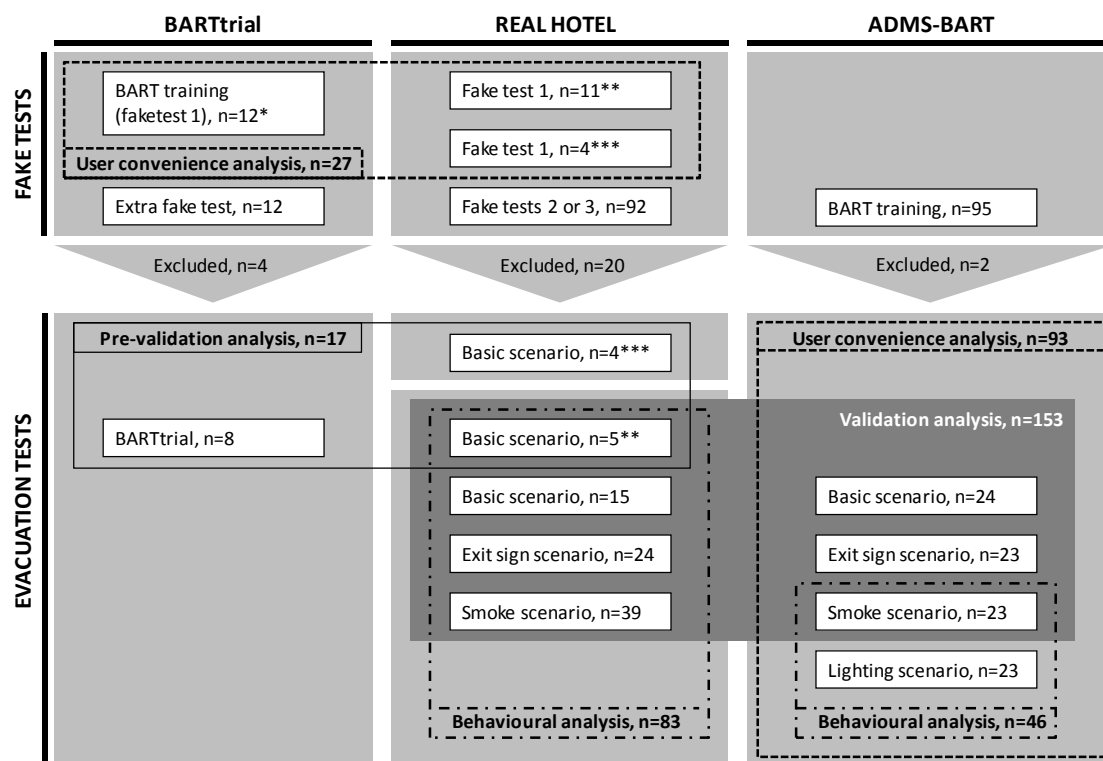 BARTtrial
REAL HOTEL
ADMS-BART
FAKE TESTS
BART training
(faketest 1), n=12*
Fake test 1, n=11**
Fake test 1, n=4***
User convenience analysis, n=27
Extra fake test, n=12
Fake tests 2 or 3, n=92
BART training, n=95
Excluded, n=4
Excluded, n=20
Excluded, n=2
EVACUATION TESTS
Pre-validation analysis, n=17
Basic scenario, n=4***
User convenience analysis, n=93
Validation analysis, n=153
BARTtrial, n=8
Basic scenario, n=5**
Basic scenario, n=15
Basic scenario, n=24
Exit sign scenario, n=24
Exit sign scenario, n=23
Smoke scenario, n=39
Smoke scenario, n=23
Lighting scenario, n=23
Behavioural analysis, n=83
Behavioural analysis, n=46